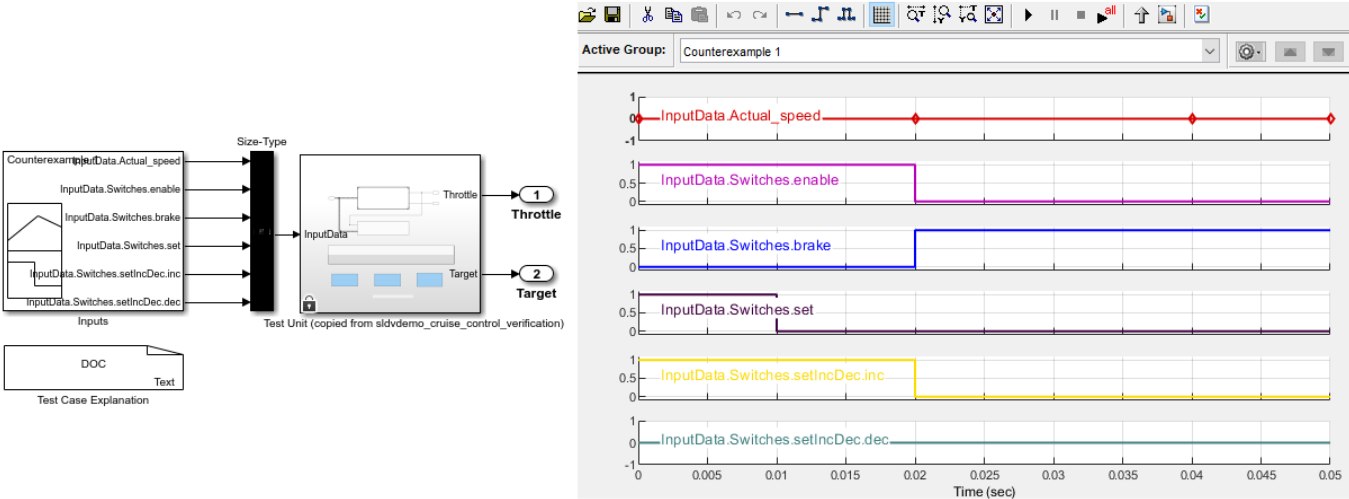 Size-Type
Counterexample 1
InputData.Actual_speed
InputData.Switches.enable
InputData.Switches.brake
InputData.Switches.set
InputData.Switches.setIncDec.inc
InputData.Switches.setIncDec.dec
Inputs
InputData
Throttle
Target
1
Throttle
2
Target
Test Unit (copied from sldvdemo_cruise_control_verification)
DOC
Text
Test Case Explanation
all
Active Group: Counterexample 1
1
0
-1
InputData.Actual_speed
1
0.5
0
InputData.Switches.enable
1
0.5
0
InputData.Switches.brake
1
0.5
0
InputData.Switches.set
1
0.5
0
InputData.Switches.setIncDec.inc
1
0
-1
InputData.Switches.setIncDec.dec
0 0.005 0.01 0.015 0.02 0.025 0.03 0.035 0.04 0.045 0.05
Time (sec)